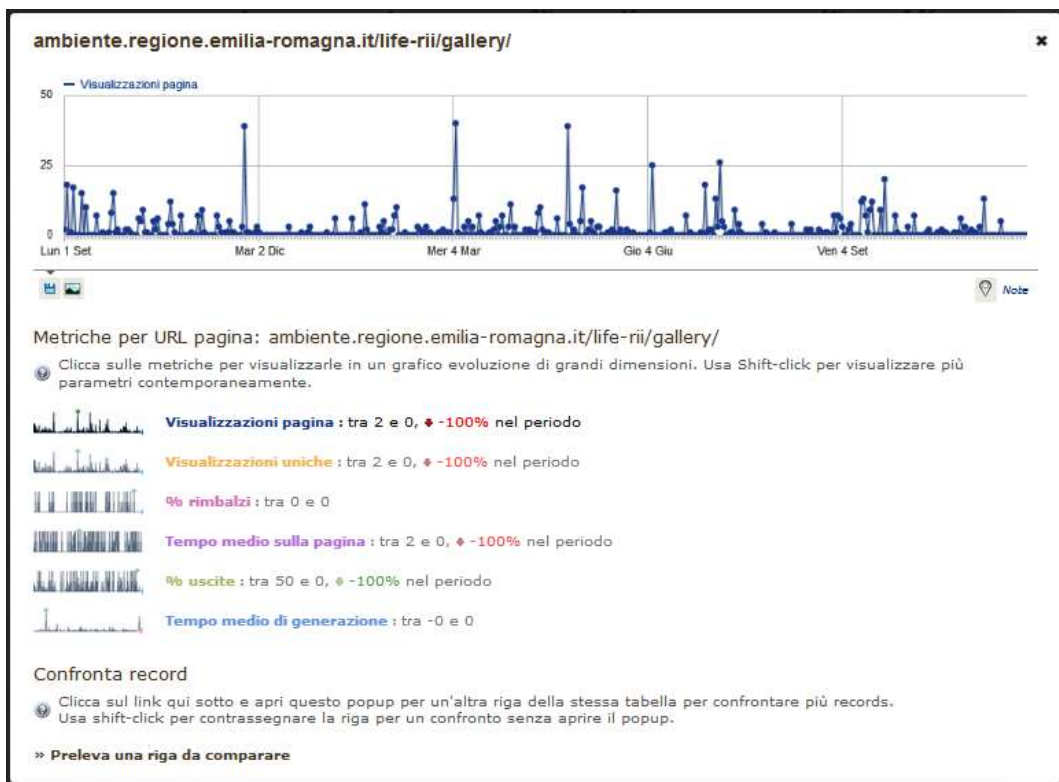 ambiente.regione.emilia-romagna.it/life-rii/gallery/
Visualizzazioni pagina
50
25
0
Lun 1 Set Mar 2 Dic Mer 4 Mar Gio 4 Giu Ven 4 Set
Note
Metriche per URL pagina: ambiente.regione.emilia-romagna.it/life-rii/gallery/
Clicca sulle metriche per visualizzarle in un grafico evoluzione di grandi dimensioni. Usa Shift-click per visualizzare più
parametri contemporaneamente.
Visualizzazioni pagina : tra 2 e 0, -100% nel periodo
Visualizzazioni uniche : tra 2 e 0, -100% nel periodo
% rimbalzi : tra 0 e 0
Tempo medio sulla pagina : tra 2 e 0, -100% nel periodo
% uscite : tra 50 e 0, -100% nel periodo
Tempo medio di generazione : tra -0 e 0
Confronta record
Clicca sul link qui sotto e apri questo popup per un'altra riga della stessa tabella per confrontare più records.
Usa shift-click per contrassegnare la riga per un confronto senza aprire il popup.
» Preleva una riga da comparare